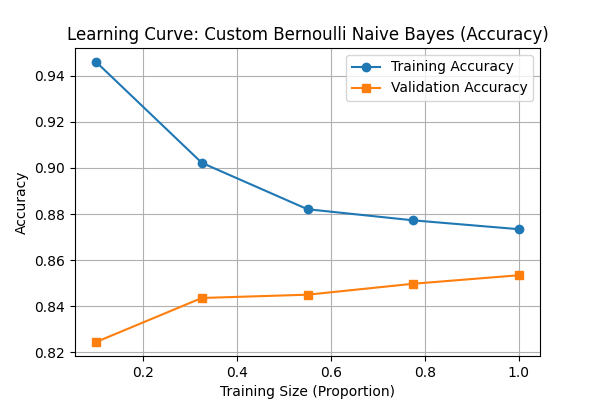 Learning Curve: Custom Bernoulli Naive Bayes (Accuracy)
Training Accuracy
Validation Accuracy
Accuracy
0.94
0.92
0.90
0.88
0.86
0.84
0.82
0.2
0.4
0.6
0.8
1.0
Training Size (Proportion)